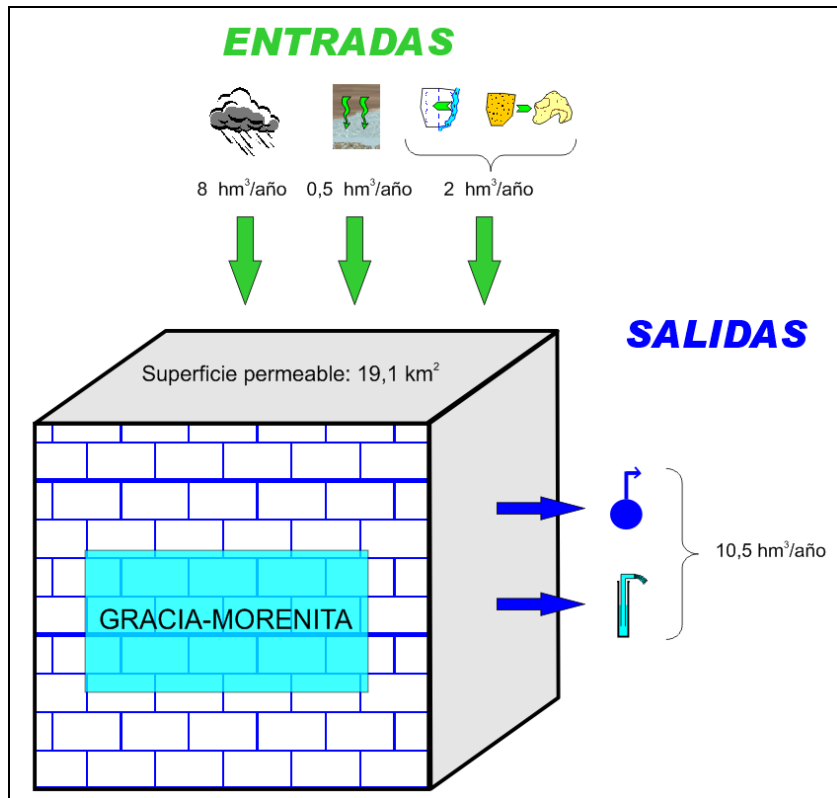 ENTRADAS
8 hm³/año 0,5 hm³/año 2 hm³/año
SALIDAS
Superficie permeable: 19,1 km²
10,5 hm³/año
GRACIA-MORENITA